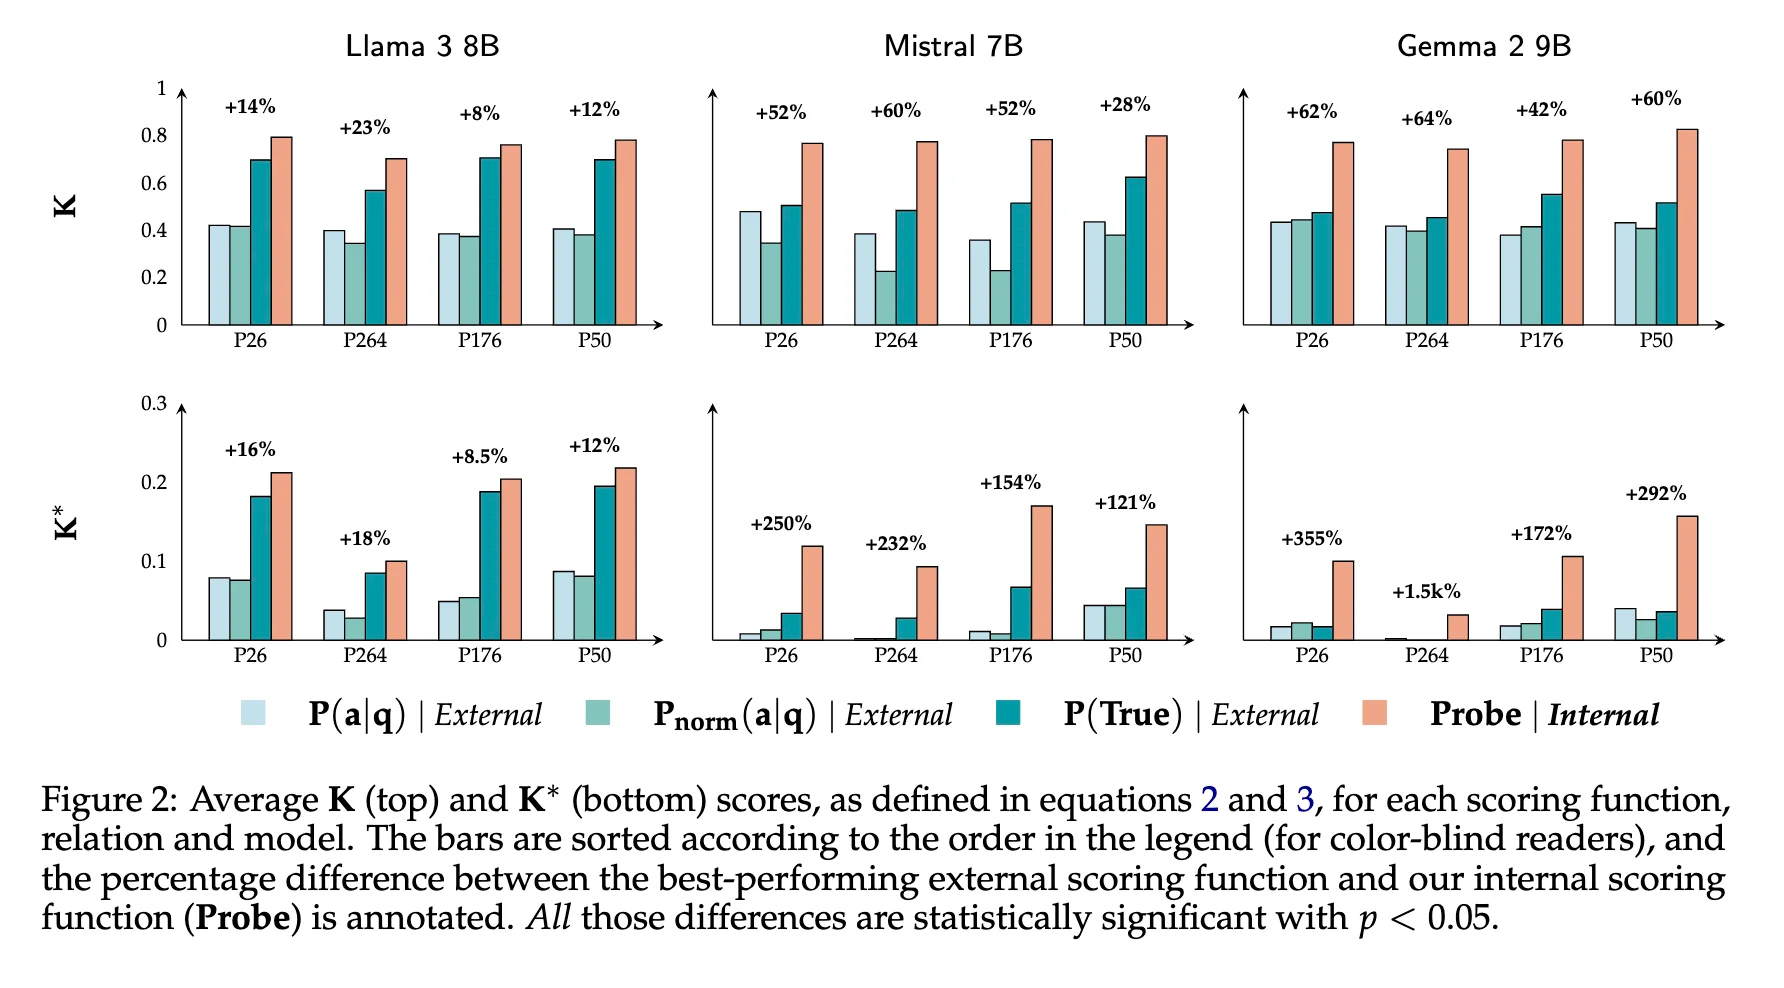 Llama 3 8B
Mistral 7B
Gemma 2 9B
K
1
0.8
0.6
0.4
0.2
0
+14%
+23%
+8%
+12%
P26
P264
P176
P50
+52%
+60%
+52%
+28%
P26
P264
P176
P50
+62%
+64%
+42%
+60%
P26
P264
P176
P50
K*
0.3
0.2
0.1
0
+16%
+18%
+8.5%
+12%
P26
P264
P176
P50
+250%
+232%
+154%
+121%
P26
P264
P176
P50
+355%
+1.5k%
+172%
+292%
P26
P264
P176
P50
P(a|q) | External
Pnorm(a|q) | External
P(True) | External
Probe | Internal
Figure 2: Average K (top) and K* (bottom) scores, as defined in equations 2 and 3, for each scoring function,
relation and model. The bars are sorted according to the order in the legend (for color-blind readers), and
the percentage difference between the best-performing external scoring function and our internal scoring
function (Probe) is annotated. All those differences are statistically significant with p < 0.05.